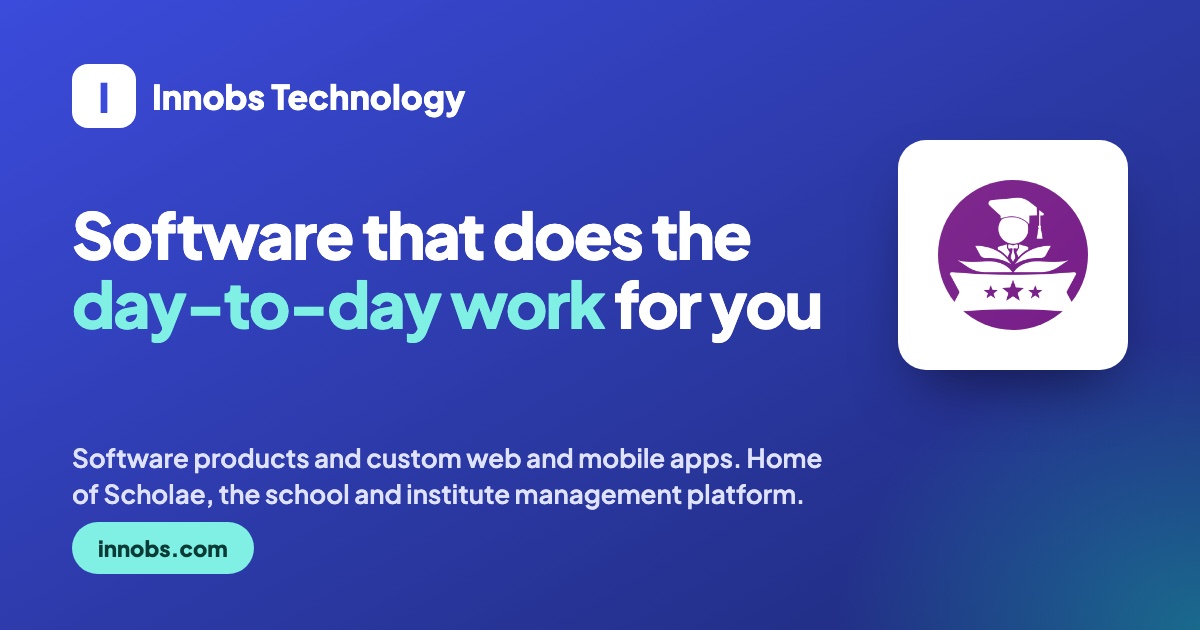 I
Innobs Technology
Software that does the
day-to-day work for you
Software products and custom web and mobile apps. Home
of Scholae, the school and institute management platform.
innobs.com